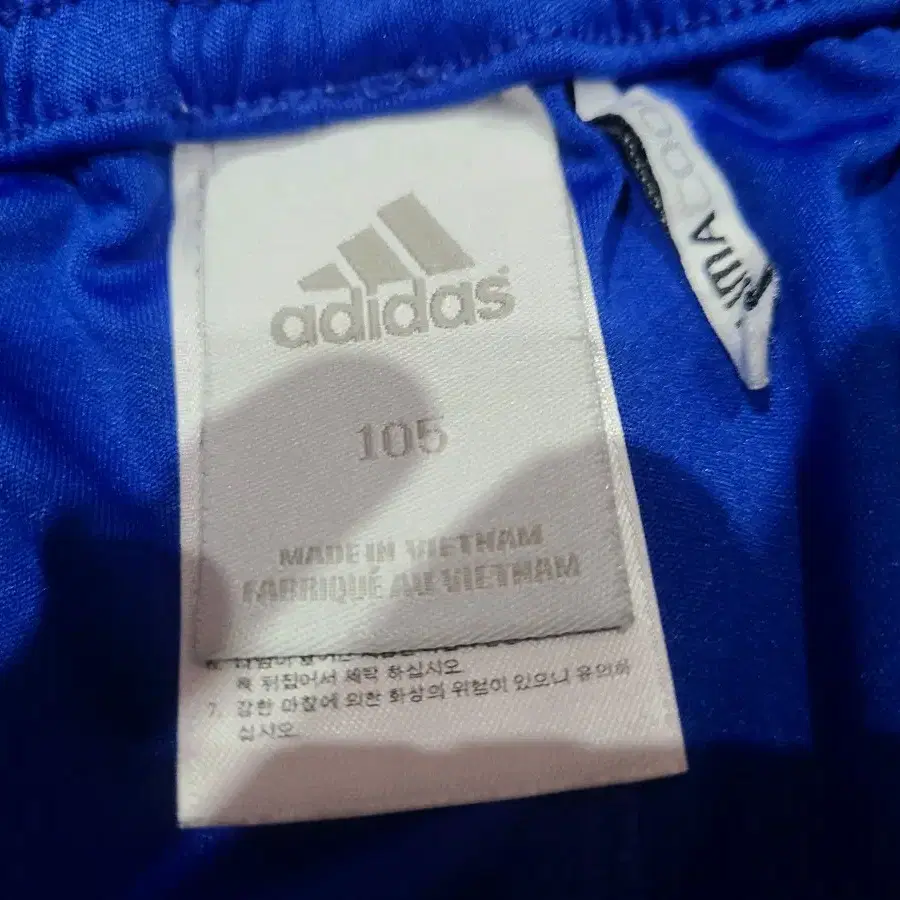 adidas
105
MADE IN VIETNAM
FABRIQUÉ AU VIETNAM
꼭 뒤집어서 세탁 하십시오
7. 강한 마찰에 의한 화상의 위험이 있으니 유의하
십시오